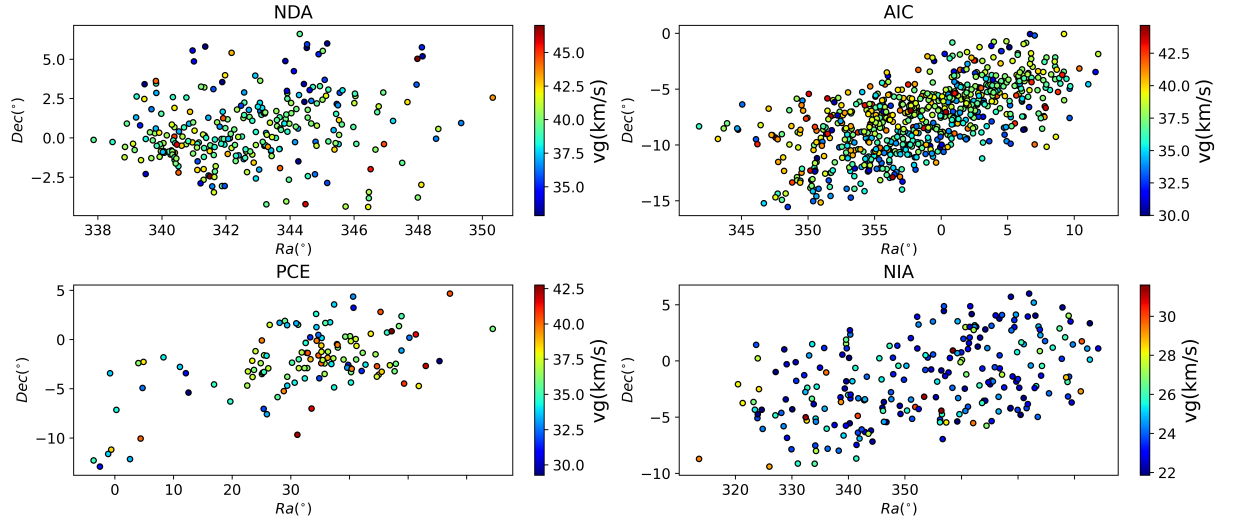 NDA
5.0
2.5
0.0
−2.5
Dec(°)
338 340 342 344 346 348 350
Ra(°)
45.0
42.5
40.0
37.5
35.0
vg(km/s)
AIC
0
−5
−10
−15
Dec(°)
345 350 355 0 5 10
Ra(°)
42.5
40.0
37.5
35.0
32.5
30.0
vg(km/s)
PCE
5
0
−5
−10
Dec(°)
0 10 20 30
Ra(°)
42.5
40.0
37.5
35.0
32.5
30.0
vg(km/s)
NIA
5
0
−5
−10
Dec(°)
320 330 340 350
Ra(°)
30
28
26
24
22
vg(km/s)